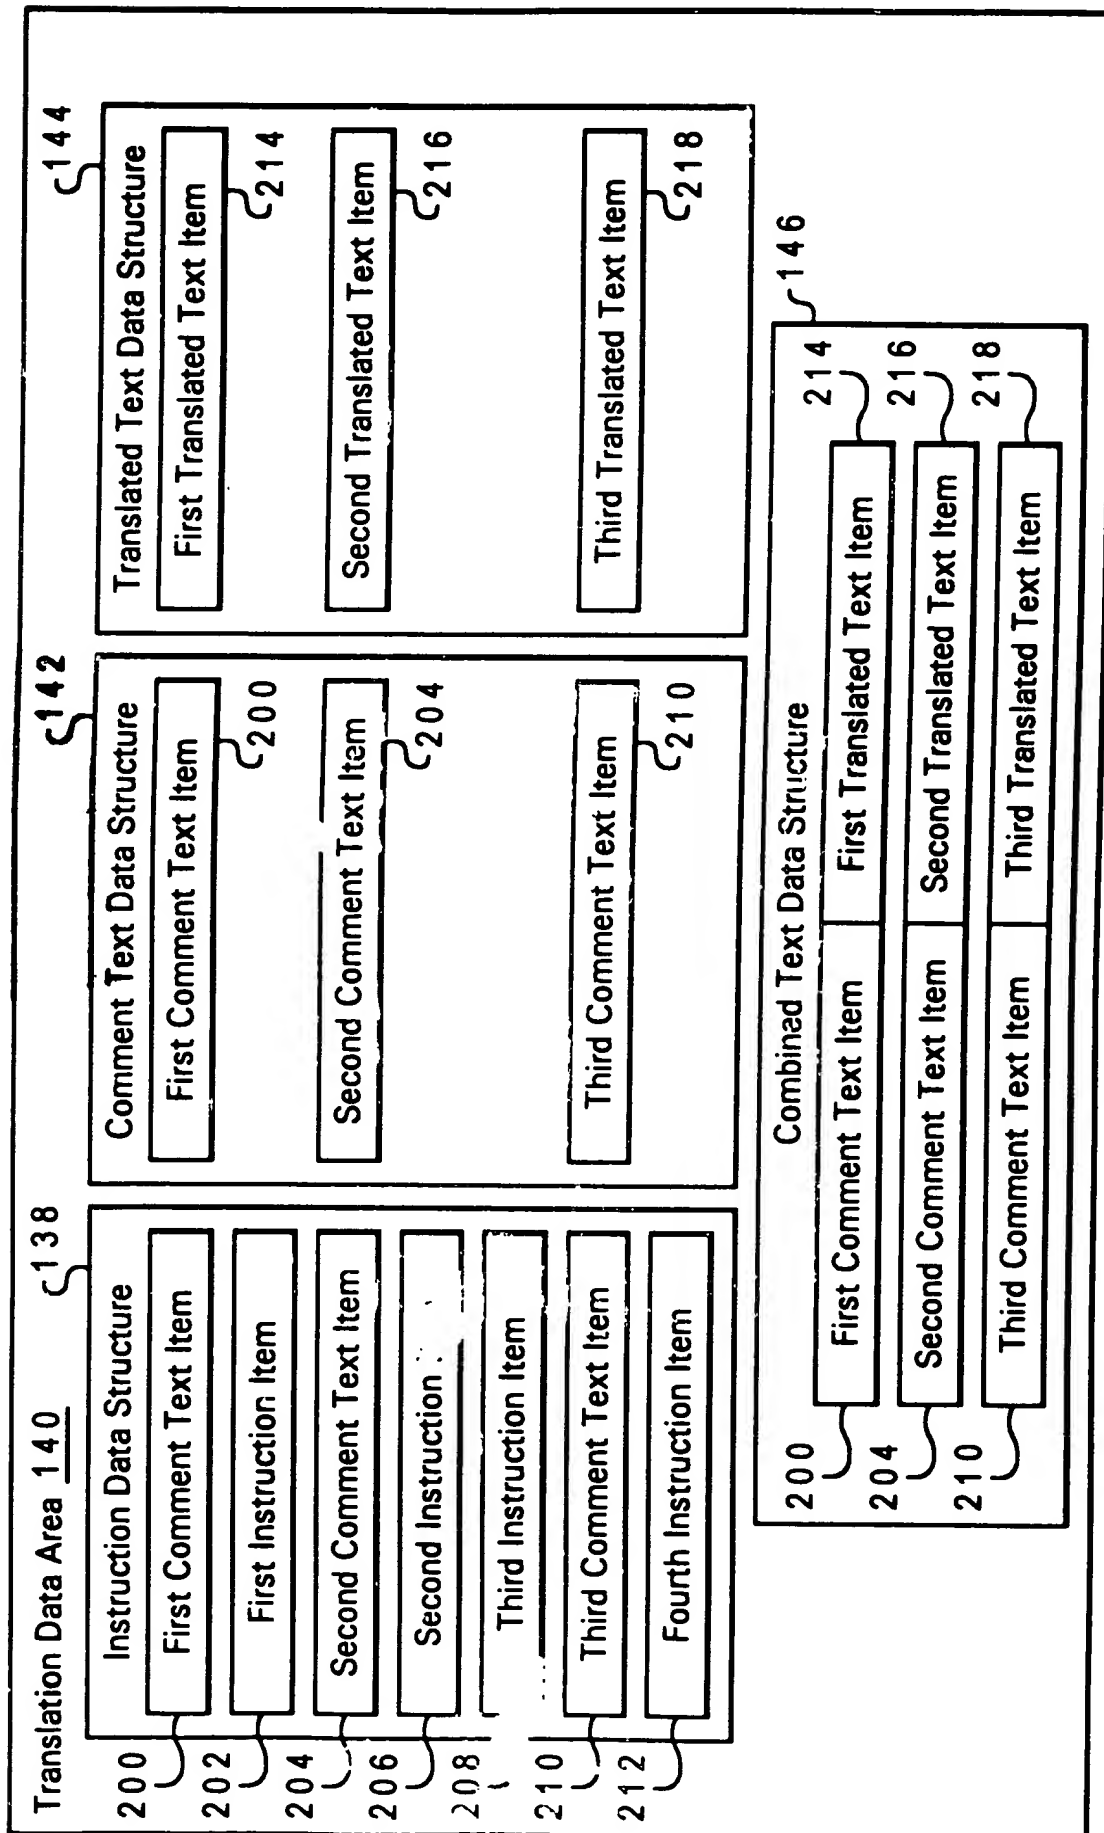 Translation Data Area 140
138
Instruction Data Structure
200 First Comment Text Item
202 First Instruction Item
204 Second Comment Text Item
206 Second Instruction
208 Third Instruction Item
210 Third Comment Text Item
212 Fourth Instruction Item
142
Comment Text Data Structure
First Comment Text Item
200
Second Comment Text Item
204
Third Comment Text Item
210
144
Translated Text Data Structure
First Translated Text Item
214
Second Translated Text Item
216
Third Translated Text Item
218
146
Combinad Text Data Structure
200 First Comment Text Item First Translated Text Item 214
204 Second Comment Text Item Second Translated Text Item 216
210 Third Comment Text Item Third Translated Text Item 218